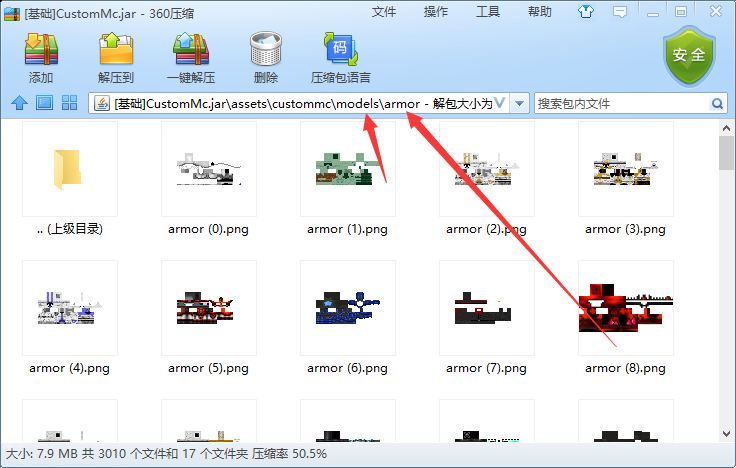 [基础]CustomMc.jar - 360压缩
文件 操作 工具 帮助
添加 解压到 一键解压 删除 码 压缩包语言 安全
[基础]CustomMc.jar\assets\custommc\models\armor - 解包大小为 搜索包内文件
.. (上级目录) armor (0).png armor (1).png armor (2).png armor (3).png
armor (4).png armor (5).png armor (6).png armor (7).png armor (8).png
大小: 7.9 MB 共 3010 个文件和 17 个文件夹 压缩率 50.5%